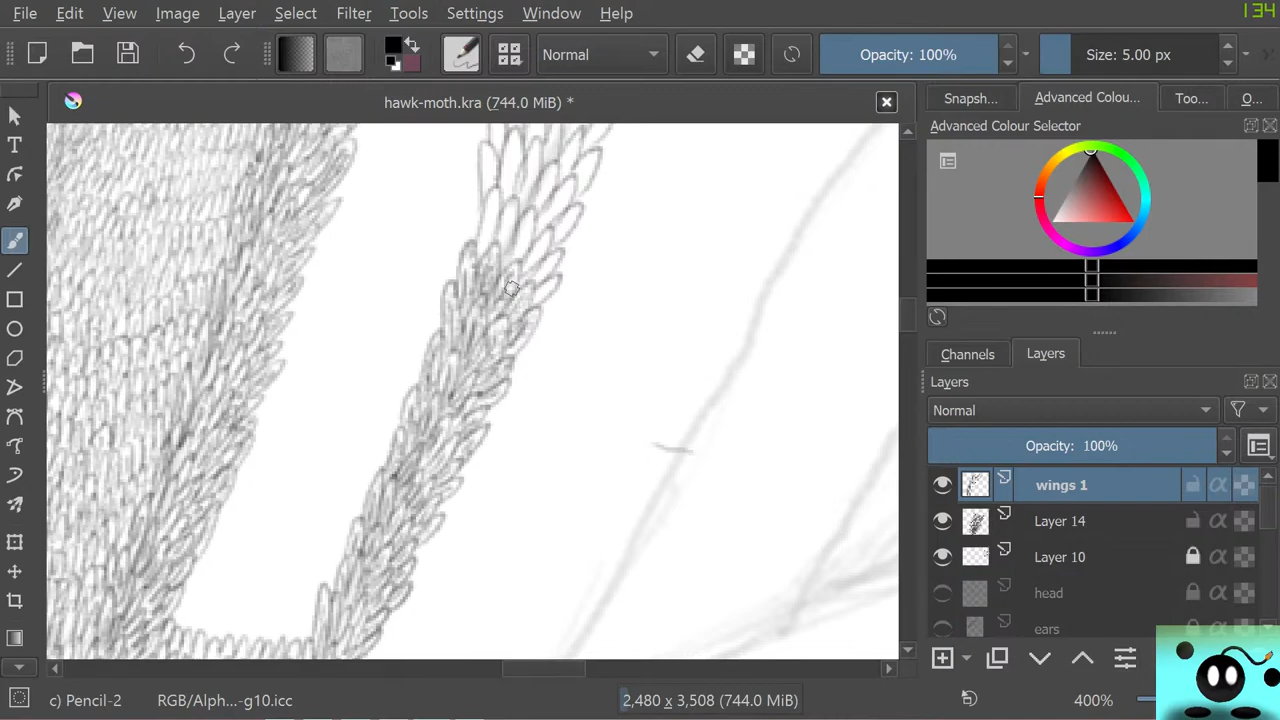 File Edit View Image Layer Select Filter Tools Settings Window Help
134
Normal
Opacity: 100%
Size: 5.00 px
hawk-moth.kra (744.0 MiB) *
Snapsh...
Advanced Colou...
Too...
O...
Advanced Colour Selector
Channels
Layers
Layers
Normal
Opacity: 100%
wings 1
Layer 14
Layer 10
head
ears
c) Pencil-2
RGB/Alph...-g10.icc
2,480 x 3,508 (744.0 MiB)
400%